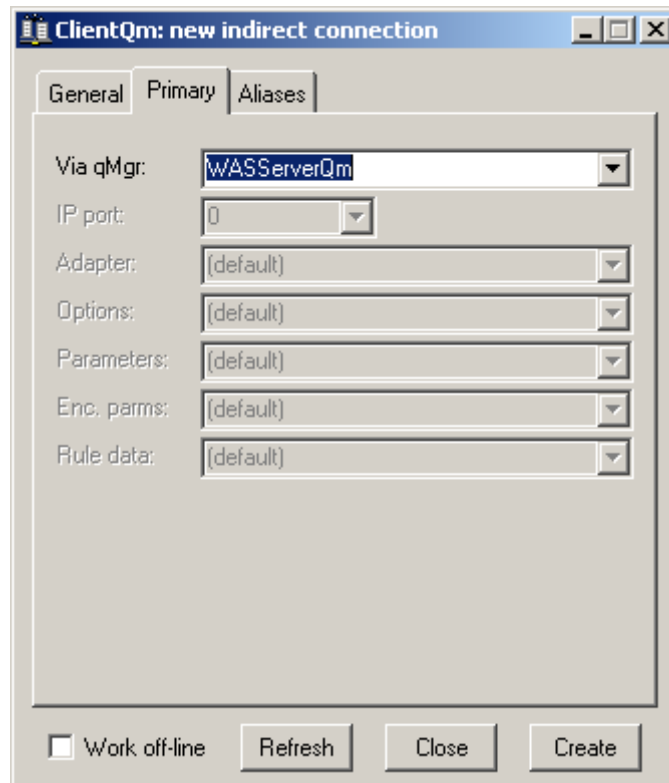 ClientQm: new indirect connection
General Primary Aliases
Via qMgr: WASServerQm
IP port: 0
Adapter: (default)
Options: (default)
Parameters: (default)
Enc. parms: (default)
Rule data: (default)
Work off-line Refresh Close Create